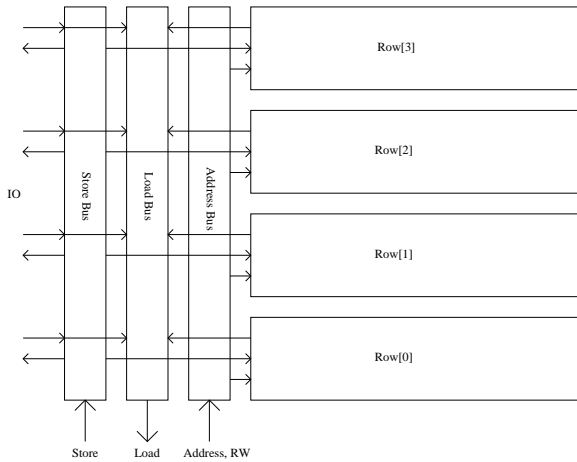 Row[3]
Row[2]
IO
Store Bus
Load Bus
Address Bus
Row[1]
Row[0]
Store
Load
Address, RW